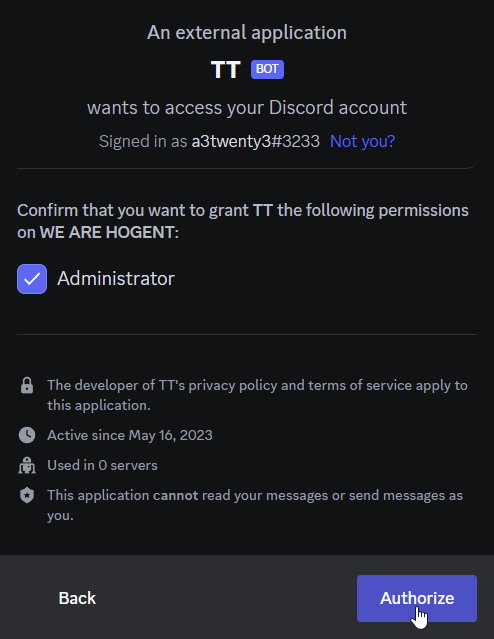 An external application
TT BOT
wants to access your Discord account
Signed in as a3twenty3#3233 Not you?
Confirm that you want to grant TT the following permissions
on WE ARE HOGENT:
Administrator
The developer of TT's privacy policy and terms of service apply to
this application.
Active since May 16, 2023
Used in 0 servers
This application cannot read your messages or send messages as
you.
Back Authorize